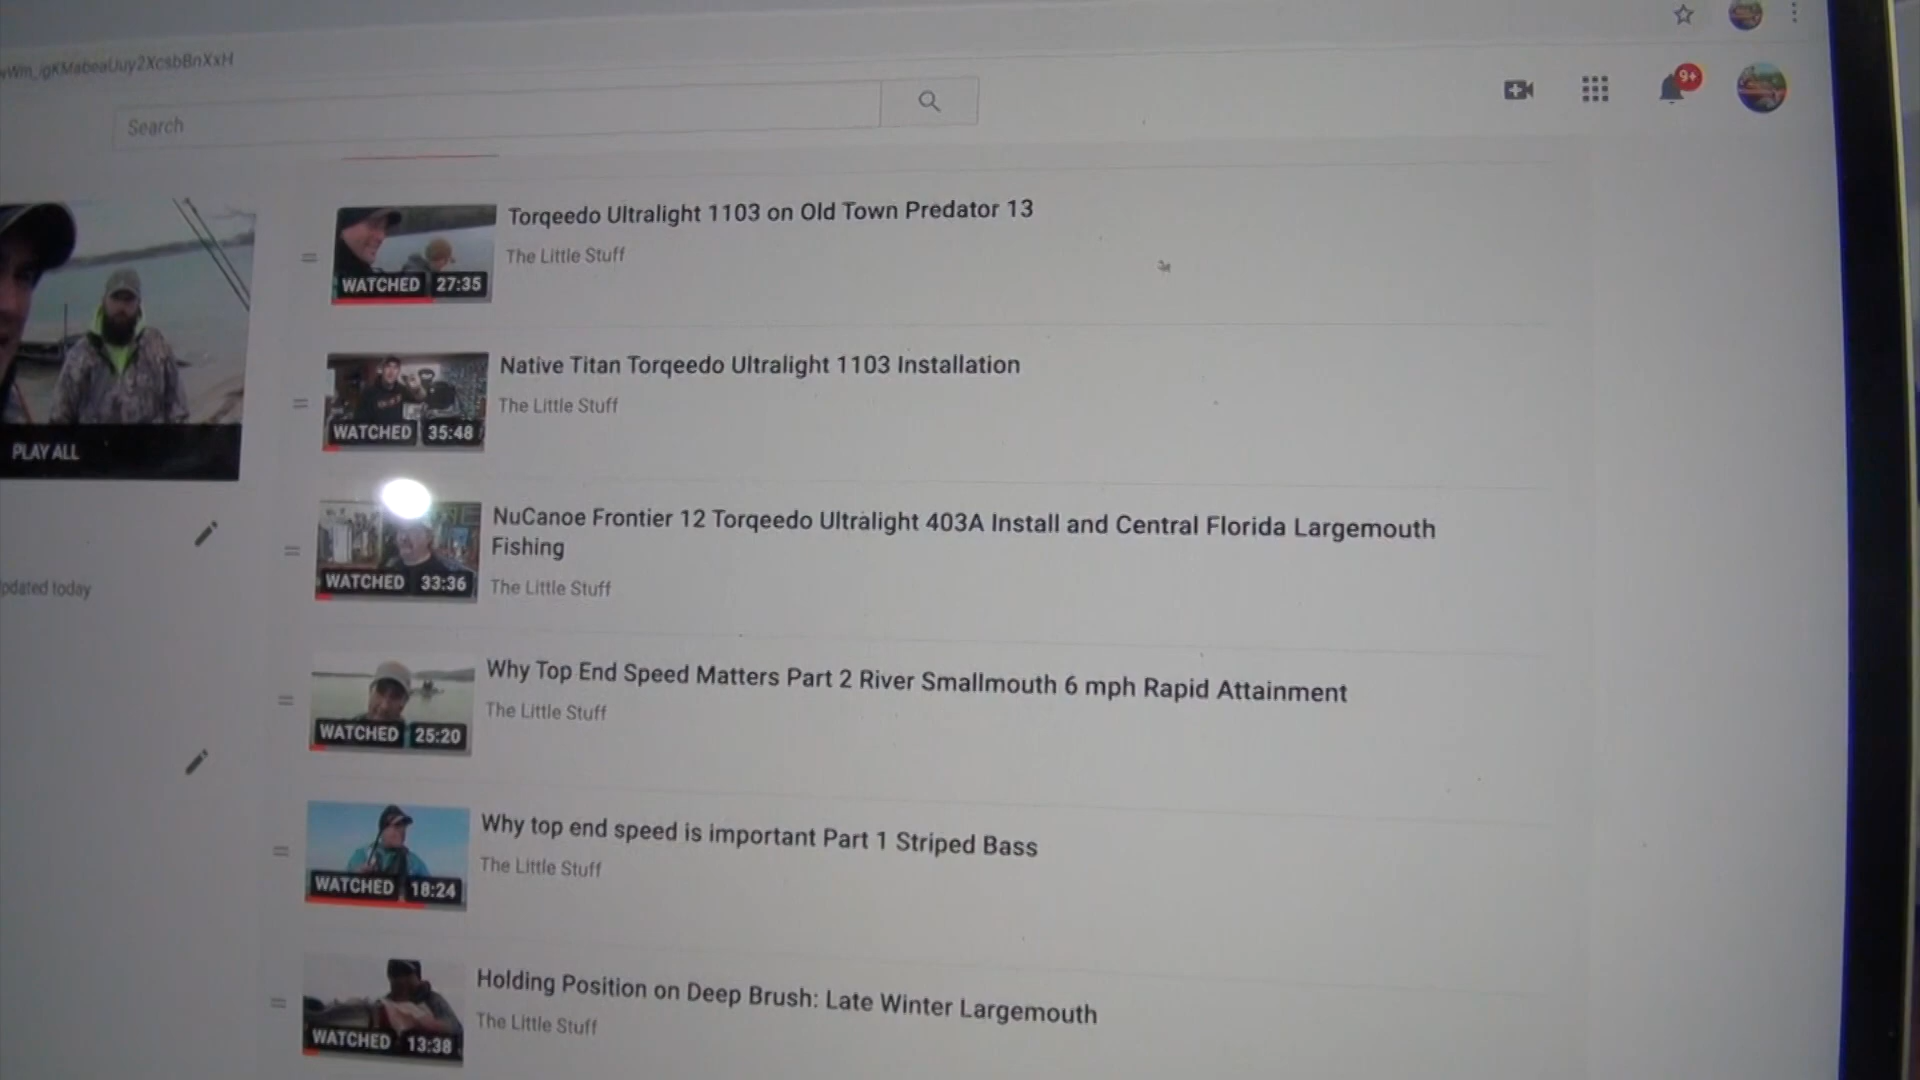 Search
9+
Torqeedo Ultralight 1103 on Old Town Predator 13
The Little Stuff
WATCHED 27:35
Native Titan Torqeedo Ultralight 1103 Installation
The Little Stuff
WATCHED 35:48
PLAY ALL
NuCanoe Frontier 12 Torqeedo Ultralight 403A Install and Central Florida Largemouth
Fishing
The Little Stuff
WATCHED 33:36
today
Why Top End Speed Matters Part 2 River Smallmouth 6 mph Rapid Attainment
The Little Stuff
WATCHED 25:20
Why top end speed is important Part 1 Striped Bass
The Little Stuff
WATCHED 18:24
Holding Position on Deep Brush: Late Winter Largemouth
The Little Stuff
WATCHED 13:38